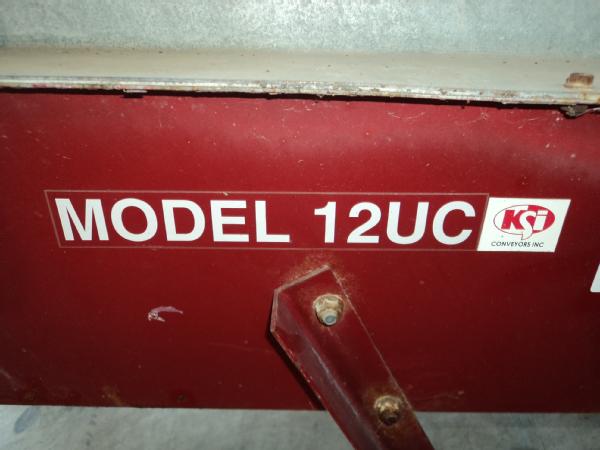 MODEL 12UC
KSi
CONVEYORS INC